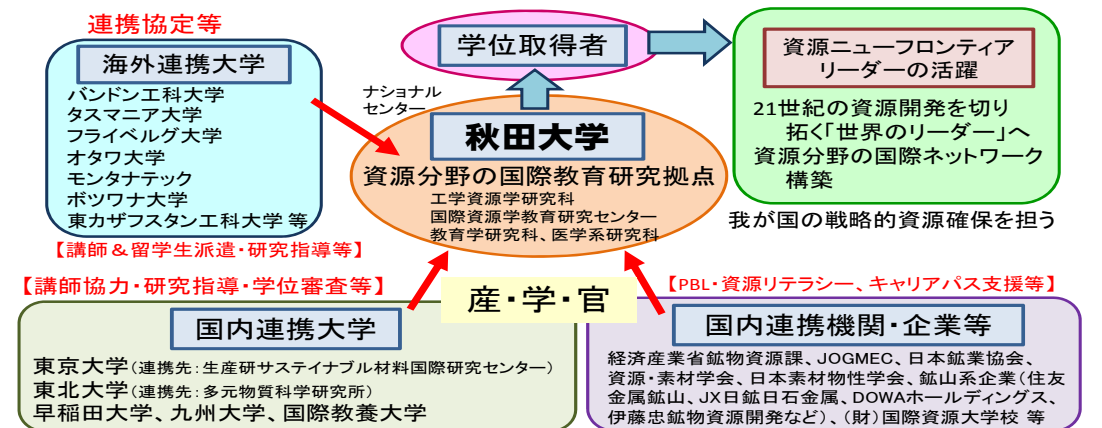 連携協定等
海外連携大学
バンドン工科大学
タスマニア大学
フライベルグ大学
オタワ大学
モンタナテック
ボツワナ大学
東カザフスタン工科大学 等
【講師&留学生派遣・研究指導等】
学位取得者
ナショナル
センター
秋田大学
資源分野の国際教育研究拠点
工学資源学研究科
国際資源学教育研究センター
教育学研究科、医学系研究科
資源ニューフロンティア
リーダーの活躍
21世紀の資源開発を切り
拓く「世界のリーダー」へ
資源分野の国際ネットワーク
構築
我が国の戦略的資源確保を担う
【講師協力・研究指導・学位審査等】
産・学・官
【PBL・資源リテラシー、キャリアパス支援等】
国内連携大学
東京大学(連携先:生産研サステイナブル材料国際研究センター)
東北大学(連携先:多元物質科学研究所)
早稲田大学、九州大学、国際教養大学
国内連携機関・企業等
経済産業省鉱物資源課、JOGMEC、日本鉱業協会、
資源・素材学会、日本素材物性学会、鉱山系企業(住友
金属鉱山、JX日鉱日石金属、DOWAホールディングス、
伊藤忠鉱物資源開発など)、(財)国際資源大学校 等